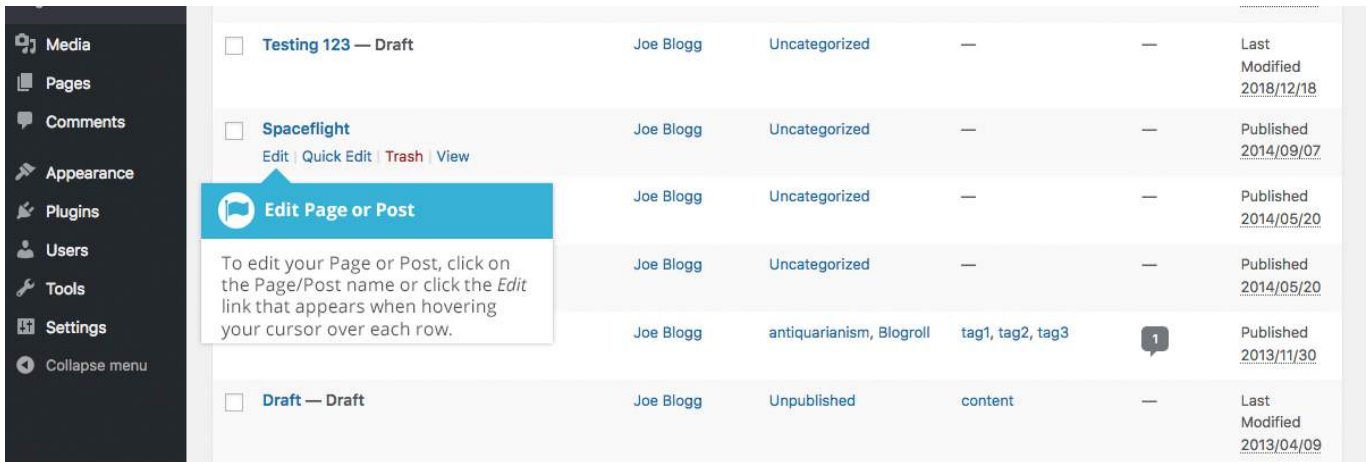 Media
Pages
Comments
Appearance
Plugins
Users
Tools
Settings
Collapse menu
Testing 123 — Draft
Joe Blogg
Uncategorized
—
—
Last
Modified
2018/12/18
Spaceflight
Edit | Quick Edit | Trash | View
Joe Blogg
Uncategorized
—
—
Published
2014/09/07
Edit Page or Post
To edit your Page or Post, click on
the Page/Post name or click the Edit
link that appears when hovering
your cursor over each row.
Joe Blogg
Uncategorized
—
—
Published
2014/05/20
Joe Blogg
Uncategorized
—
—
Published
2014/05/20
Joe Blogg
antiquarianism, Blogroll
tag1, tag2, tag3
1
Published
2013/11/30
Draft — Draft
Joe Blogg
Unpublished
content
—
Last
Modified
2013/04/09